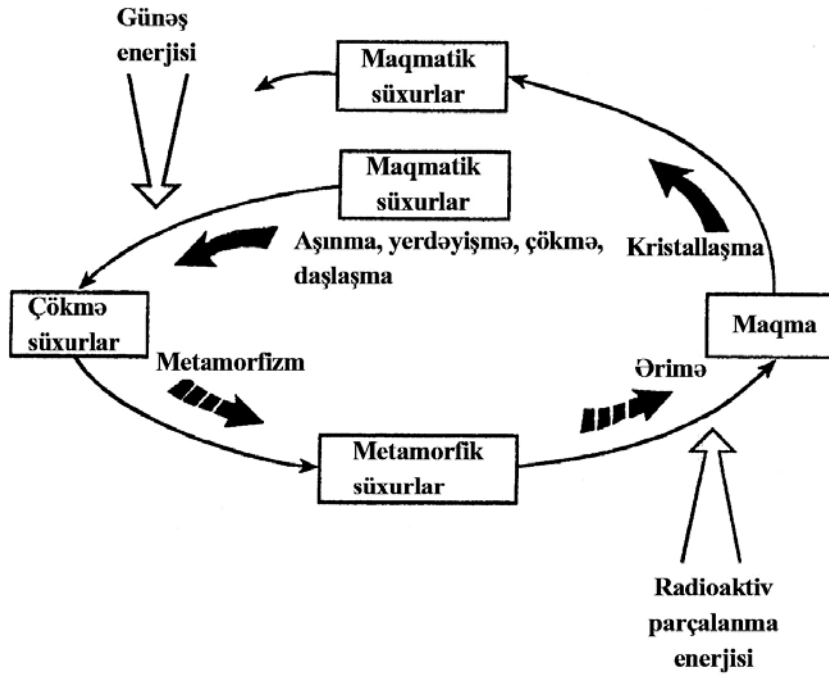 Günəş
enerjisi
Maqmatik
süxurlar
Maqmatik
süxurlar
Aşınma, yerdəyişmə, çökmə,
daşlaşma
Kristallaşma
Çökmə
süxurlar
Maqma
Metamorfizm
Ərimə
Metamorfik
süxurlar
Radioaktiv
parçalanma
enerjisi